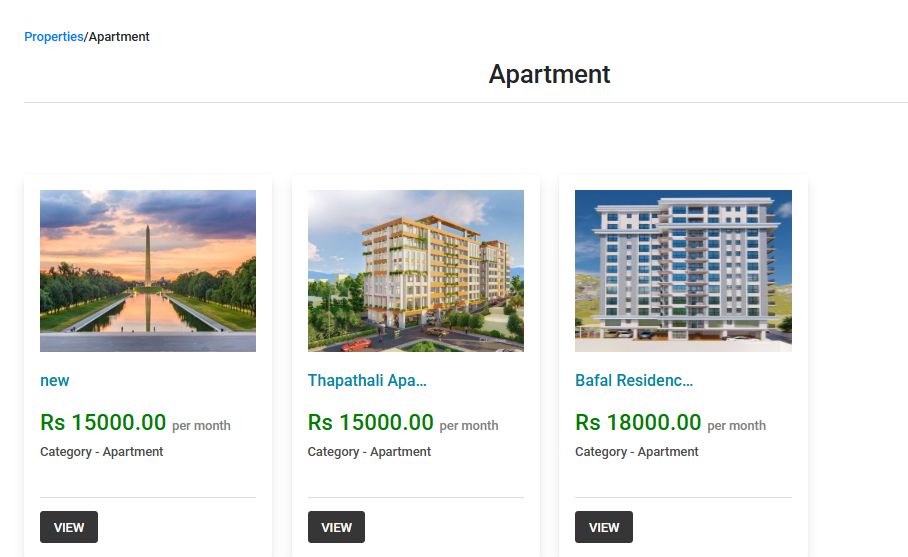 Properties/Apartment
Apartment
new
Rs 15000.00 per month
Category - Apartment
VIEW
Thapathali Apa...
Rs 15000.00 per month
Category - Apartment
VIEW
Bafal Residenc...
Rs 18000.00 per month
Category - Apartment
VIEW